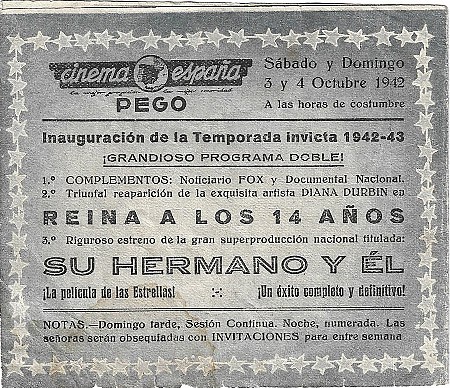 cinema españa
PEGO
Sábado y Domingo
3 y 4 Octubre 1942
A las horas de costumbre
Inauguración de la Temporada invicta 1942-43
¡GRANDIOSO PROGRAMA DOBLE!
1.º COMPLEMENTOS: Noticiario FOX y Documental Nacional.
2.º Triunfal reaparición de la exquisita artista DIANA DURBIN en
REINA A LOS 14 AÑOS
3.º Riguroso estreno de la gran superproducción nacional titulada:
SU HERMANO Y ÉL
¡La película de las Estrellas! :-: ¡Un éxito completo y definitivo!
NOTAS.—Domingo tarde, Sesión Continua. Noche, numerada. Las
señoras serán obsequiadas con INVITACIONES para entre semana